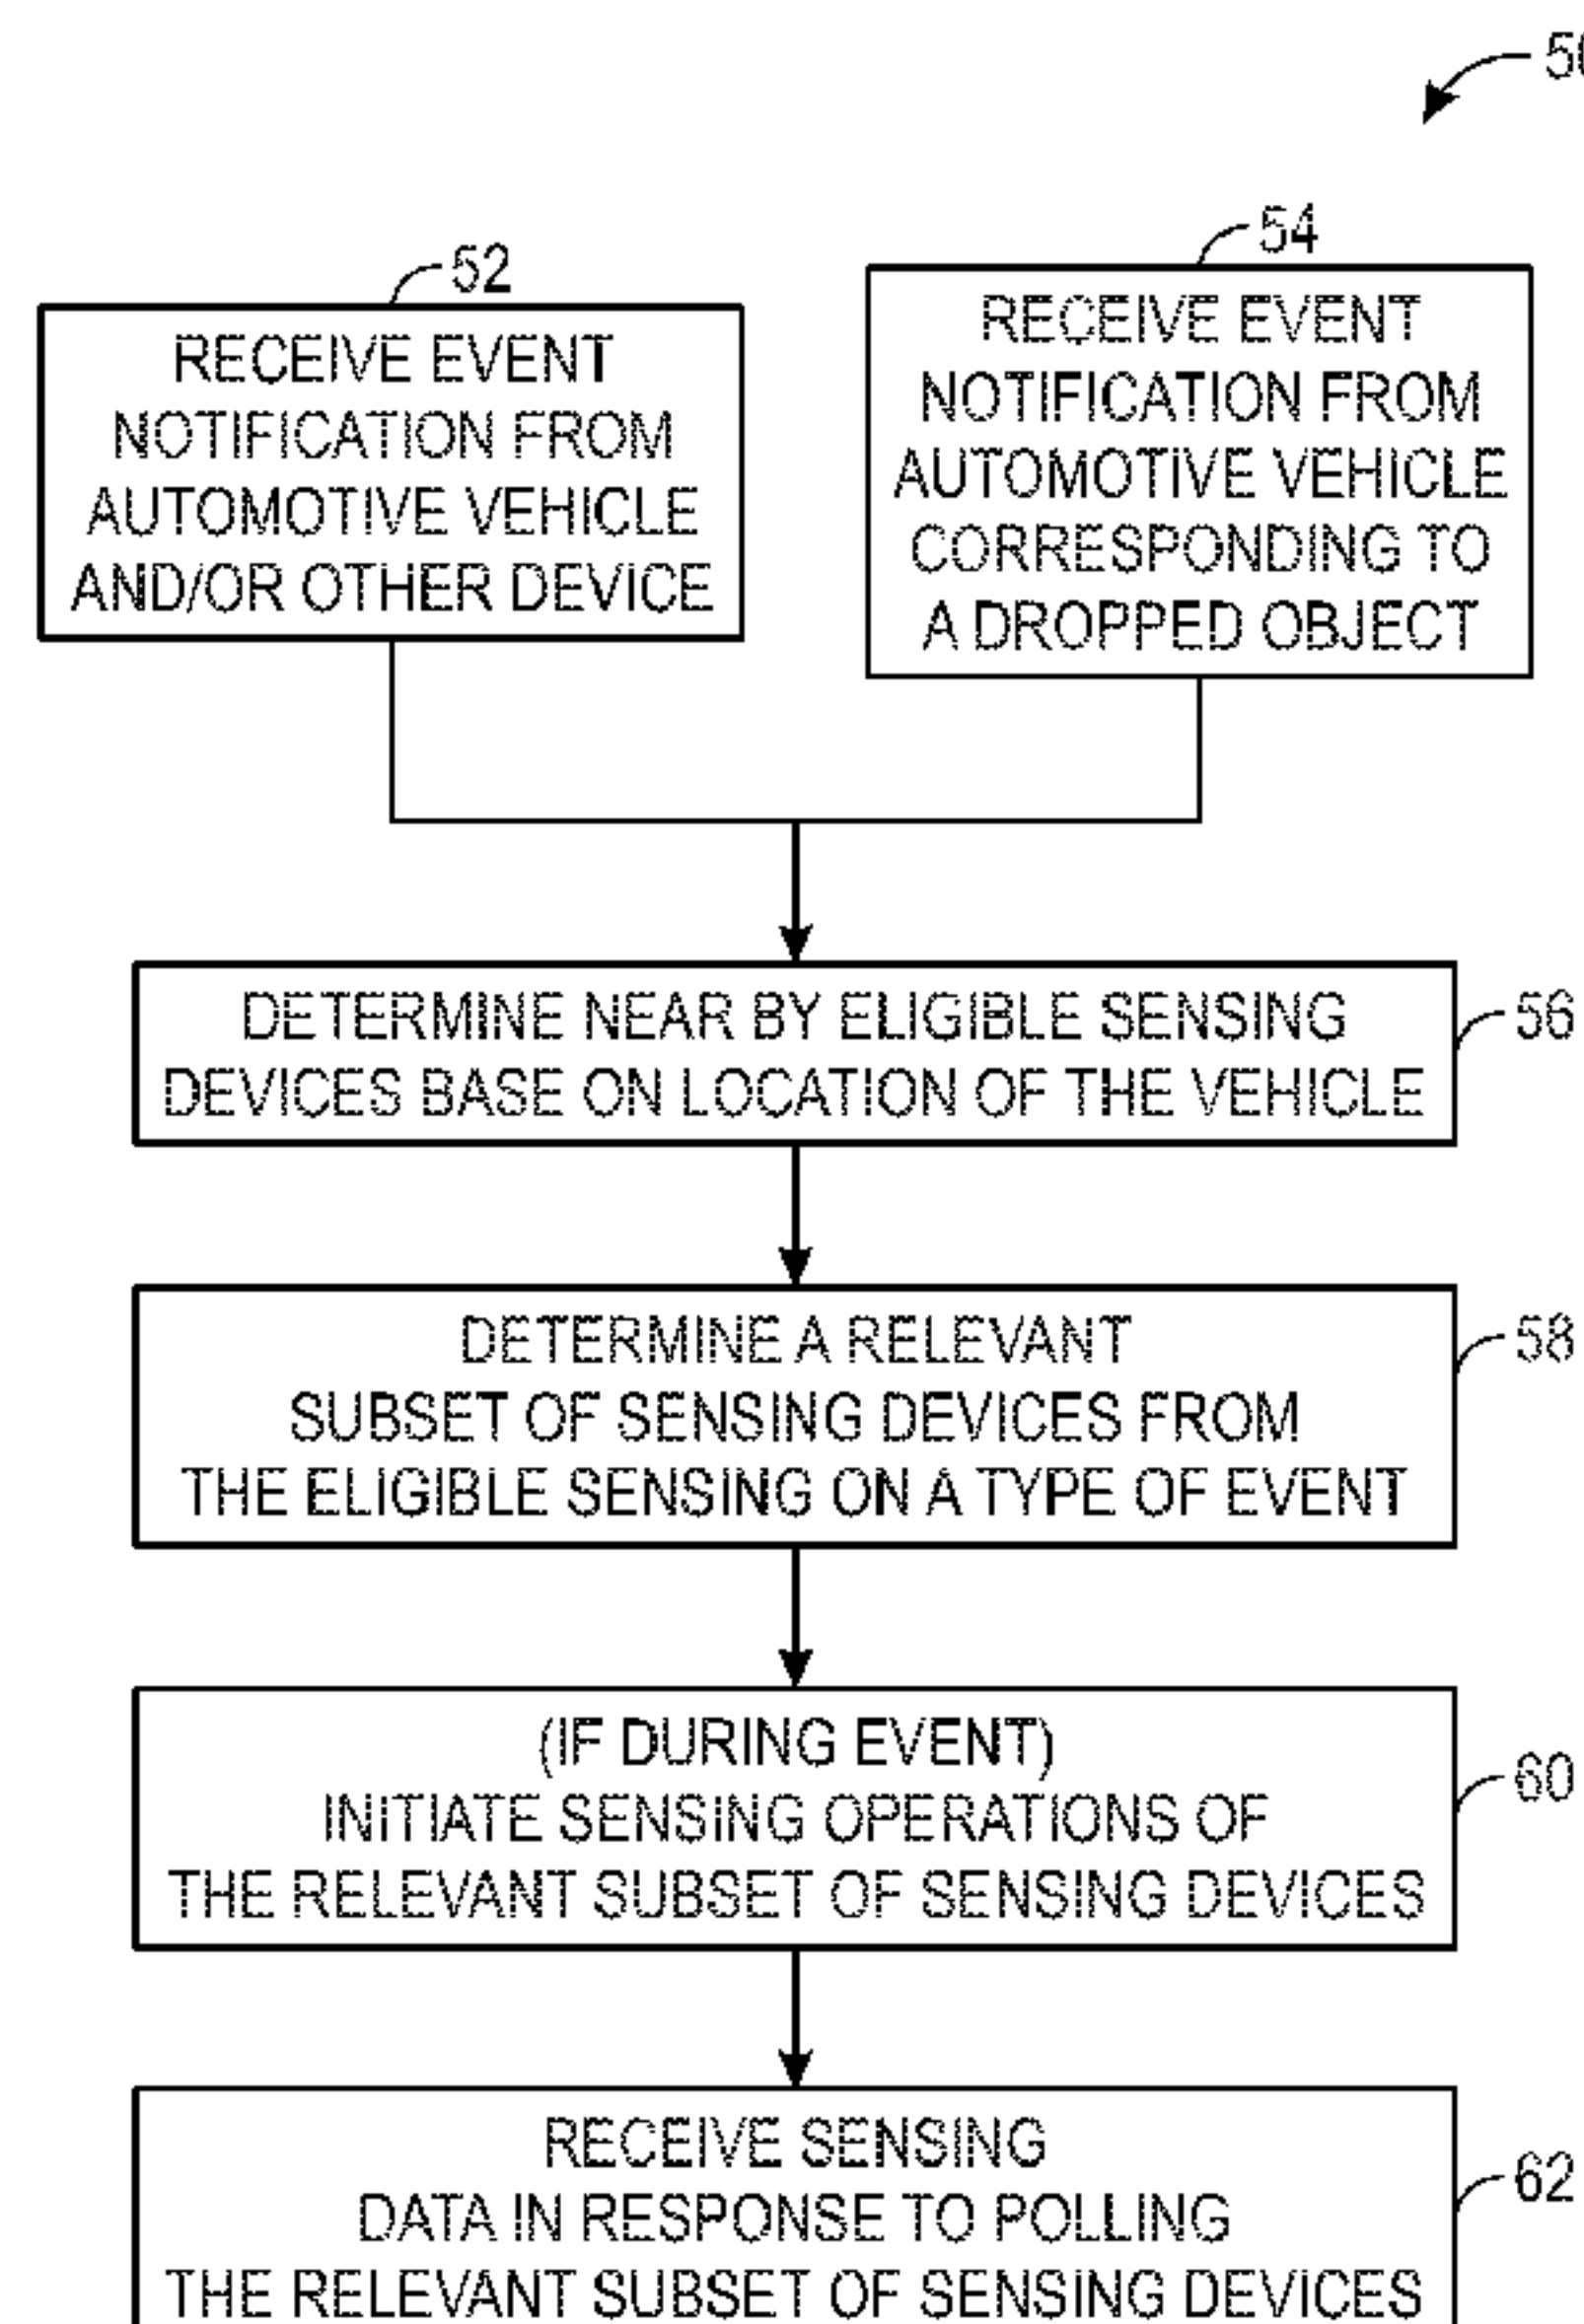 52
RECEIVE EVENT
NOTIFICATION FROM
AUTOMOTIVE VEHICLE
AND/OR OTHER DEVICE
54
RECEIVE EVENT
NOTIFICATION FROM
AUTOMOTIVE VEHICLE
CORRESPONDING TO
A DROPPED OBJECT
DETERMINE NEAR BY ELIGIBLE SENSING
DEVICES BASE ON LOCATION OF THE VEHICLE
56
DETERMINE A RELEVANT
SUBSET OF SENSING DEVICES FROM
THE ELIGIBLE SENSING ON A TYPE OF EVENT
58
(IF DURING EVENT)
INITIATE SENSING OPERATIONS OF
THE RELEVANT SUBSET OF SENSING DEVICES
60
RECEIVE SENSING
DATA IN RESPONSE TO POLLING
THE RELEVANT SUBSET OF SENSING DEVICES
62